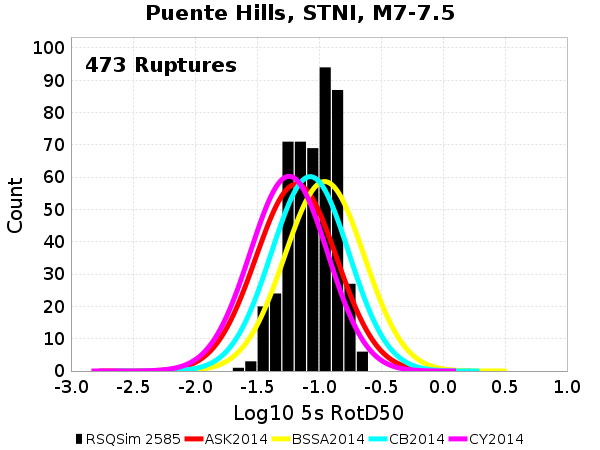 Puente Hills, STNI, M7-7.5
473 Ruptures
100
90
80
70
60
50
40
30
20
10
0
Count
-3.0 -2.5 -2.0 -1.5 -1.0 -0.5 0.0 0.5 1.0
Log10 5s RotD50
RSQSim 2585 ASK2014 BSSA2014 CB2014 CY2014